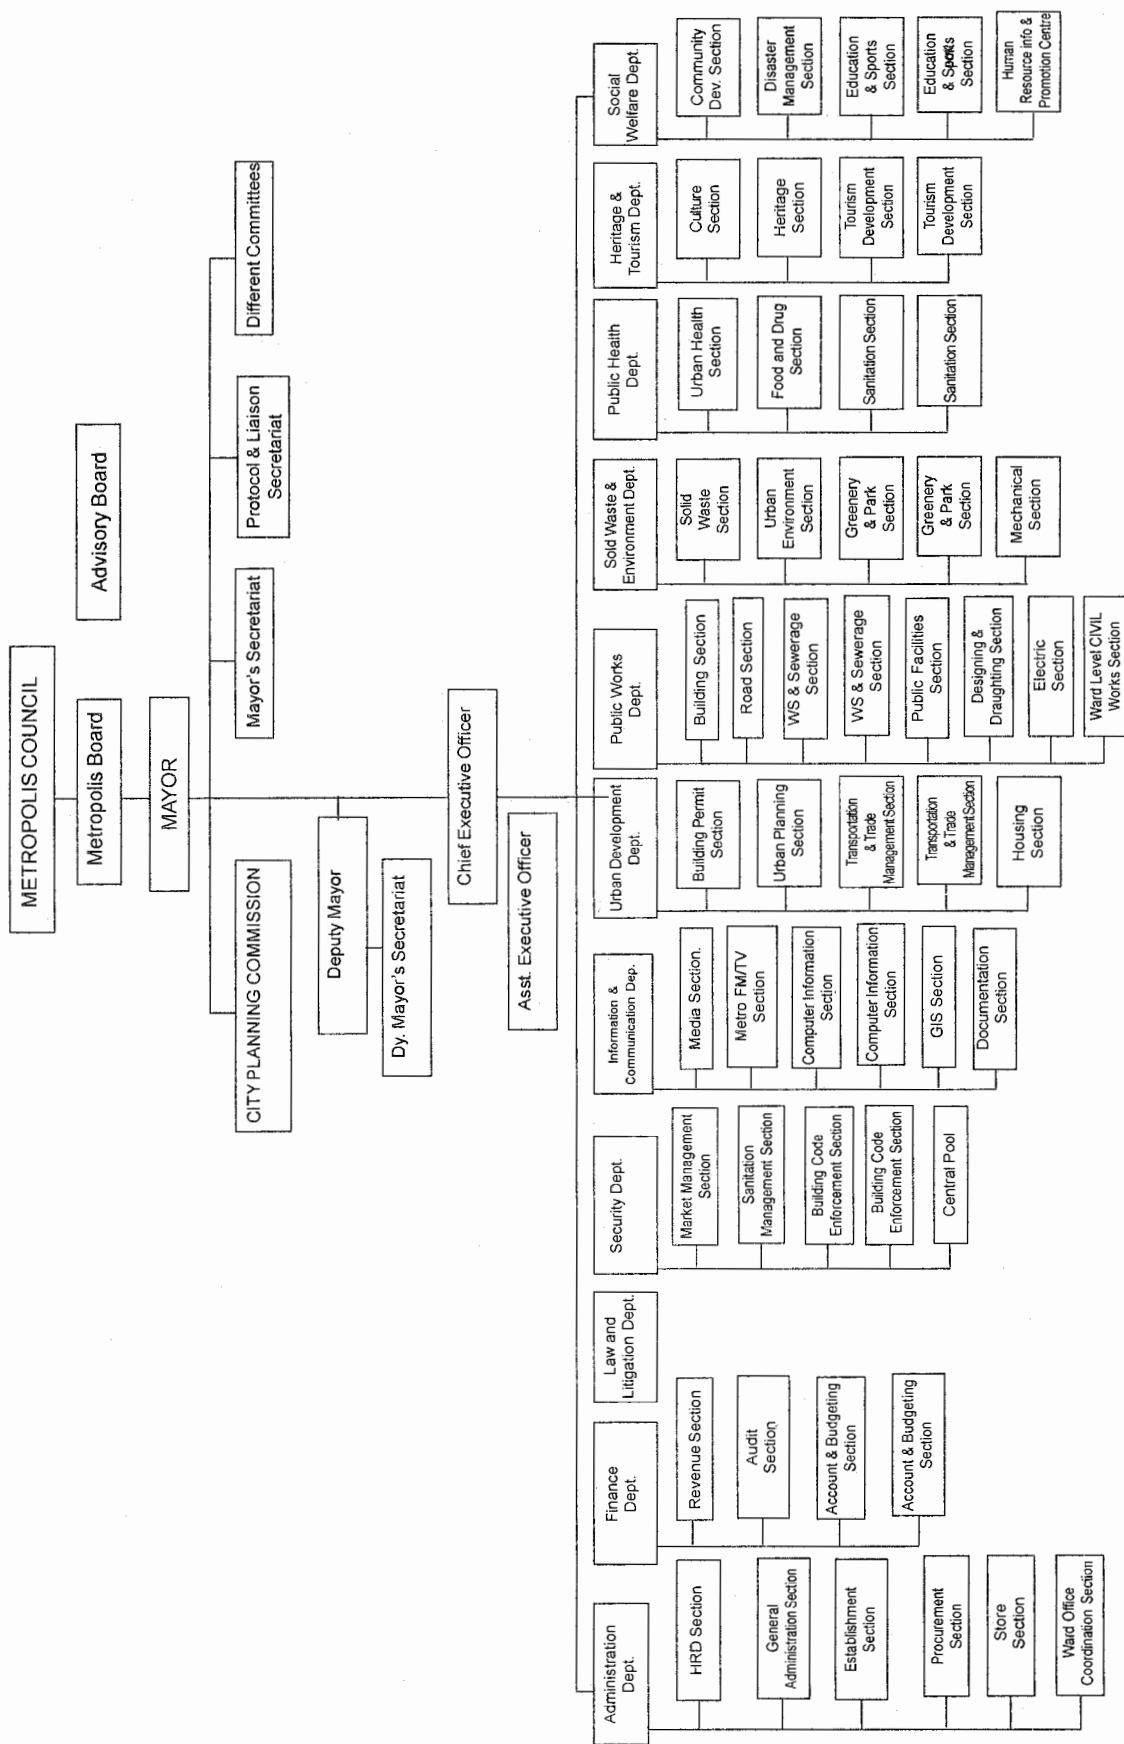 METROPOLIS COUNCIL
Metropolis Board
Advisory Board
MAYOR
CITY PLANNING COMMISSION
Mayor's Secretariat
Protocol & Liaison
Secretariat
Different Committees
Deputy Mayor
Dy. Mayor's Secretariat
Chief Executive Officer
Asst. Executive Officer
Administration
Dept.
HRD Section
General
Administration Section
Establishment
Section
Procurement
Section
Store
Section
Ward Office
Coordination Section
Finance
Dept.
Revenue Section
Audit
Section
Account & Budgeting
Section
Account & Budgeting
Section
Law and
Litigation Dept.
Security Dept.
Market Management
Section
Sanitation
Management Section
Building Code
Enforcement Section
Building Code
Enforcement Section
Central Pool
Information &
Communication Dep.
Media Section.
Metro FM/TV
Section
Computer Information
Section
Computer Information
Section
GIS Section
Documentation
Section
Urban Development
Dept.
Building Permit
Section
Urban Planning
Section
Transportation
& Trade
Management Section
Transportation
& Trade
Management Section
Housing
Section
Public Works
Dept.
Building Section
Road Section
WS & Sewerage
Section
WS & Sewerage
Section
Public Facilities
Section
Designing &
Draughting Section
Electric
Section
Ward Level CIVIL
Works Section
Sold Waste &
Environment Dept.
Solid
Waste
Section
Urban
Environment
Section
Greenery
& Park
Section
Greenery
& Park
Section
Mechanical
Section
Public Health
Dept.
Urban Health
Section
Food and Drug
Section
Sanitation Section
Sanitation Section
Heritage &
Tourism Dept.
Culture
Section
Heritage
Section
Tourism
Development
Section
Tourism
Development
Section
Social
Welfare Dept.
Community
Dev. Section
Disaster
Management
Section
Education
& Sports
Section
Education
& Sports
Section
Human
Resource info &
Promotion Centre